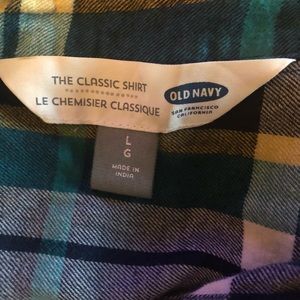 THE CLASSIC SHIRT
LE CHEMISIER CLASSIQUE
OLD NAVY
SAN FRANCISCO
CALIFORNIA
L
G
MADE IN
INDIA